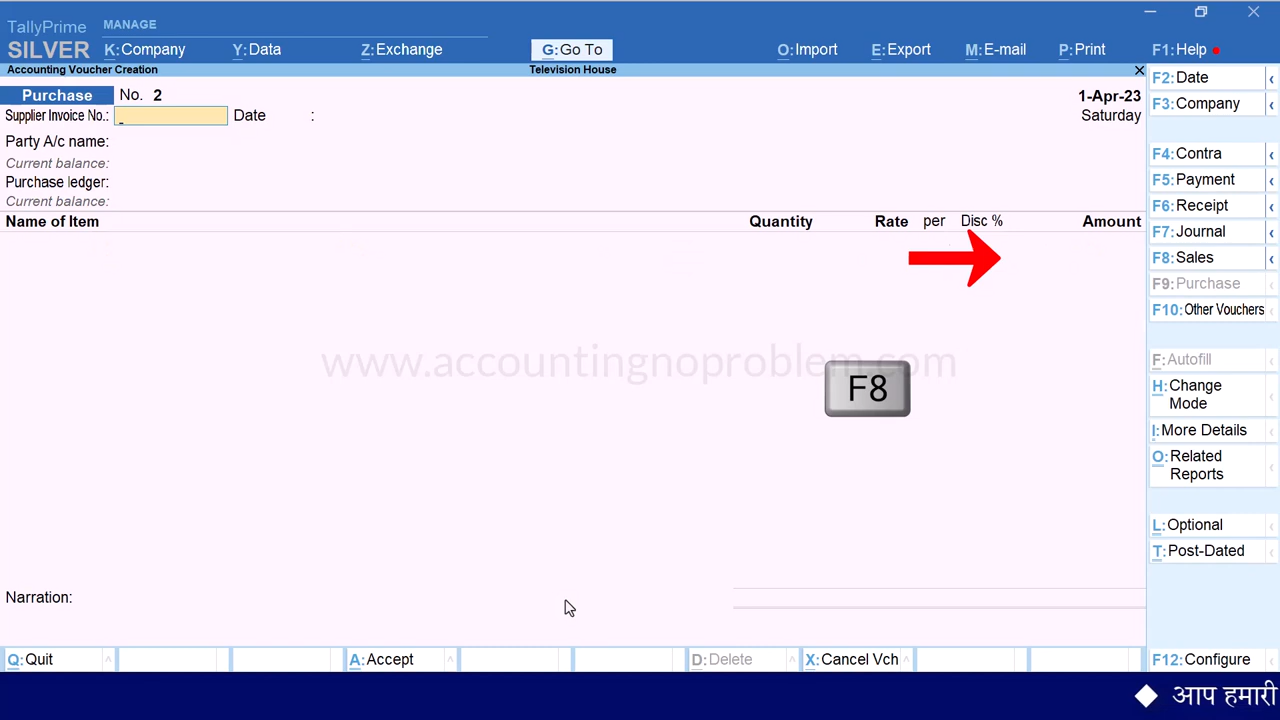 TallyPrime MANAGE
SILVER K:Company Y:Data Z:Exchange G:Go To O:Import E:Export M:E-mail P:Print F1:Help
Accounting Voucher Creation Television House
Purchase No. 2 1-Apr-23
Supplier Invoice No.: Date : Saturday
Party A/c name:
Current balance:
Purchase ledger:
Current balance:
Name of Item Quantity Rate per Disc % Amount
www.accountingnoproblem.com
F8
Narration:
F2:Date
F3:Company
F4:Contra
F5:Payment
F6:Receipt
F7:Journal
F8:Sales
F9:Purchase
F10:Other Vouchers
F:Autofill
H:Change
Mode
I:More Details
O:Related
Reports
L:Optional
T:Post-Dated
Q:Quit A:Accept D:Delete X:Cancel Vch F12:Configure
आप हमारी